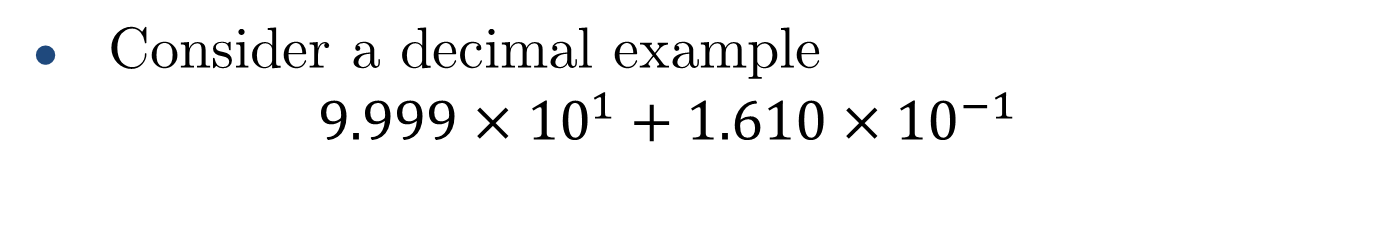 • Consider a decimal example
9.999 × 10¹ + 1.610 × 10⁻¹